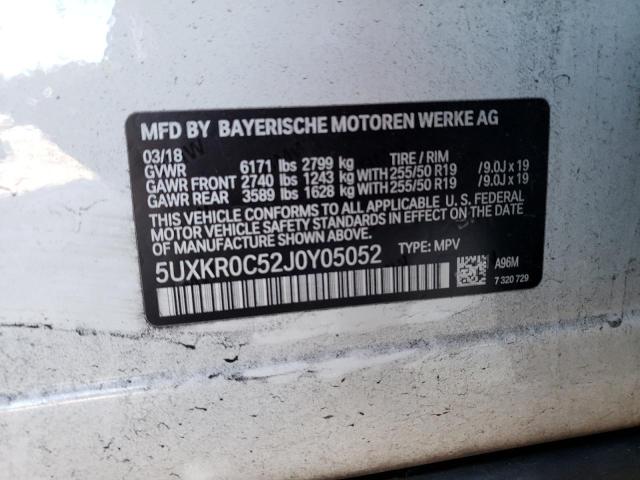 MFD BY BAYERISCHE MOTOREN WERKE AG
03/18 TIRE / RIM
GVWR 6171 lbs 2799 kg
GAWR FRONT 2740 lbs 1243 kg WITH 255/50 R19 /9.0J x 19
GAWR REAR 3589 lbs 1628 kg WITH 255/50 R19 /9.0J x 19
THIS VEHICLE CONFORMS TO ALL APPLICABLE U. S. FEDERAL
MOTOR VEHICLE SAFETY STANDARDS IN EFFECT ON THE
DATE OF MANUFACTURE SHOWN ABOVE.
5UXKR0C52J0Y05052 TYPE: MPV
A96M
7 320 729